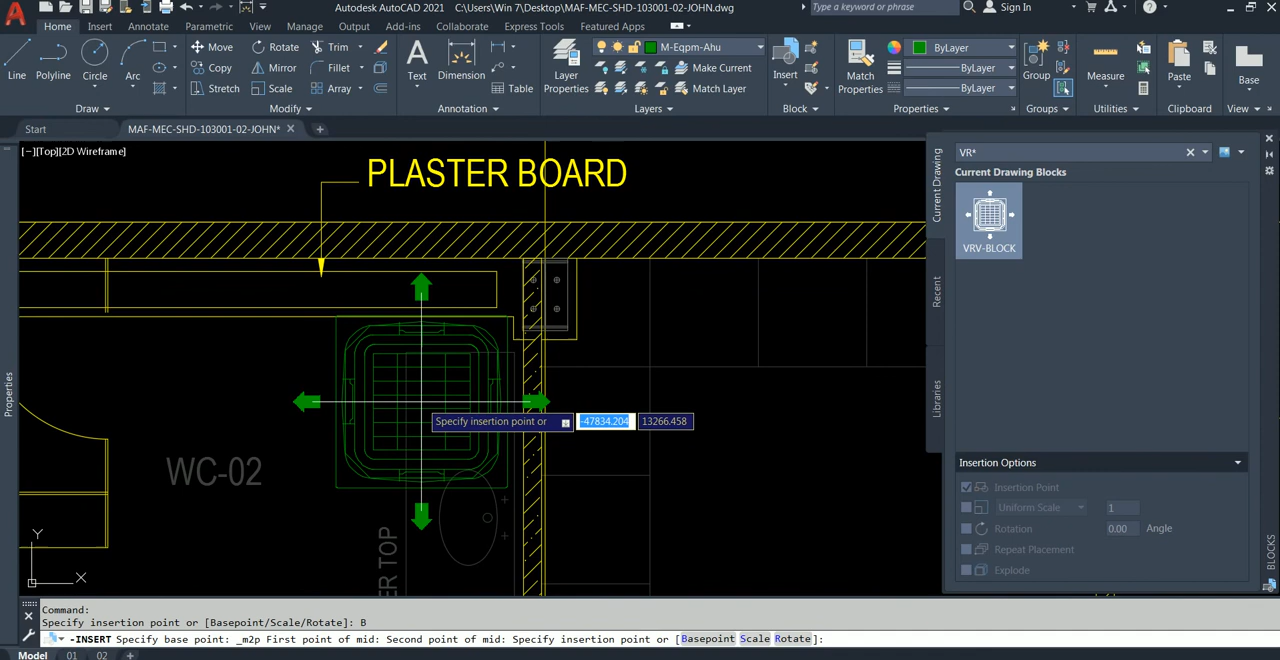 Autodesk AutoCAD 2021 C:\Users\Win 7\Desktop\MAF-MEC-SHD-103001-02-JOHN.dwg Type a keyword or phrase Sign In
Home Insert Annotate Parametric View Manage Output Add-ins Collaborate Express Tools Featured Apps
Line Polyline Circle Arc
Move Rotate Trim
Copy Mirror Fillet
Stretch Scale Array
Text Dimension Table
Layer Properties
M-Eqpm-Ahu
Make Current
Match Layer
Insert
Match Properties
ByLayer
ByLayer
ByLayer
Group Measure Paste Base
Draw Modify Annotation Layers Block Properties Groups Utilities Clipboard View
Start MAF-MEC-SHD-103001-02-JOHN*
[−][Top][2D Wireframe]
PLASTER BOARD
WC-02
ER TOP
Specify insertion point or -47834.204 13266.458
Y
X
Properties
VR*
Current Drawing Blocks
VRV-BLOCK
Current Drawing
Recent
Libraries
Insertion Options
Insertion Point
Uniform Scale 1
Rotation 0.00 Angle
Repeat Placement
Explode
BLOCKS
Command:
Specify insertion point or [Basepoint/Scale/Rotate]: B
-INSERT Specify base point: _m2p First point of mid: Second point of mid: Specify insertion point or [Basepoint Scale Rotate]:
Model 01 02